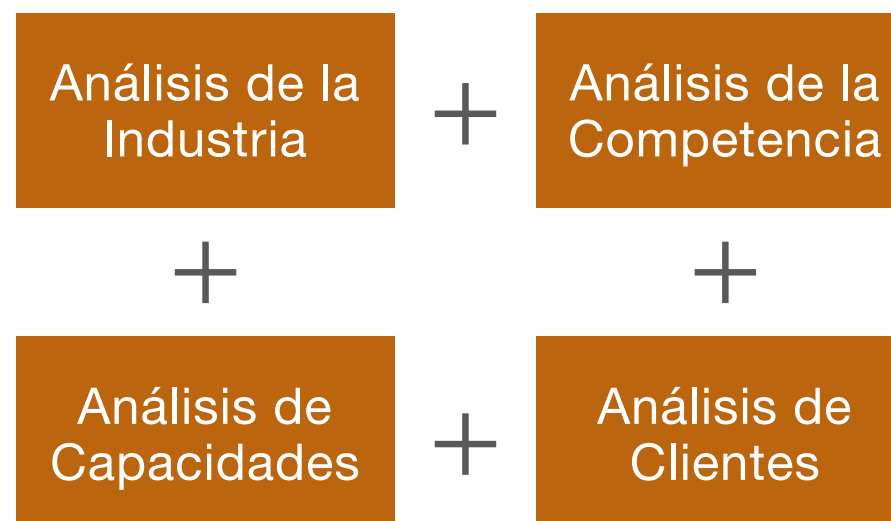 Análisis de la
Industria
+
Análisis de la
Competencia
+
+
Análisis de
Capacidades
+
Análisis de
Clientes